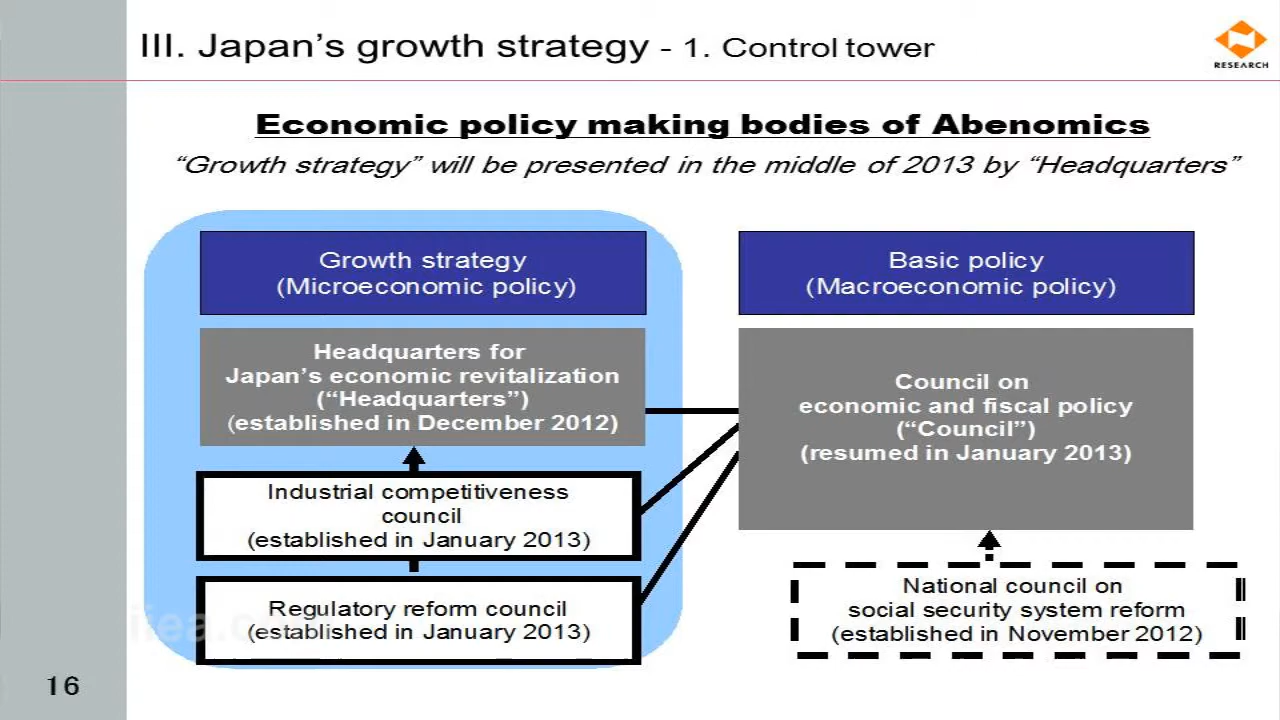 III. Japan's growth strategy - 1. Control tower
RESEARCH
Economic policy making bodies of Abenomics
“Growth strategy” will be presented in the middle of 2013 by “Headquarters”
Growth strategy
(Microeconomic policy)
Headquarters for
Japan's economic revitalization
(“Headquarters”)
(established in December 2012)
Industrial competitiveness
council
(established in January 2013)
Regulatory reform council
(established in January 2013)
Basic policy
(Macroeconomic policy)
Council on
economic and fiscal policy
(“Council”)
(resumed in January 2013)
National council on
social security system reform
(established in November 2012)
16